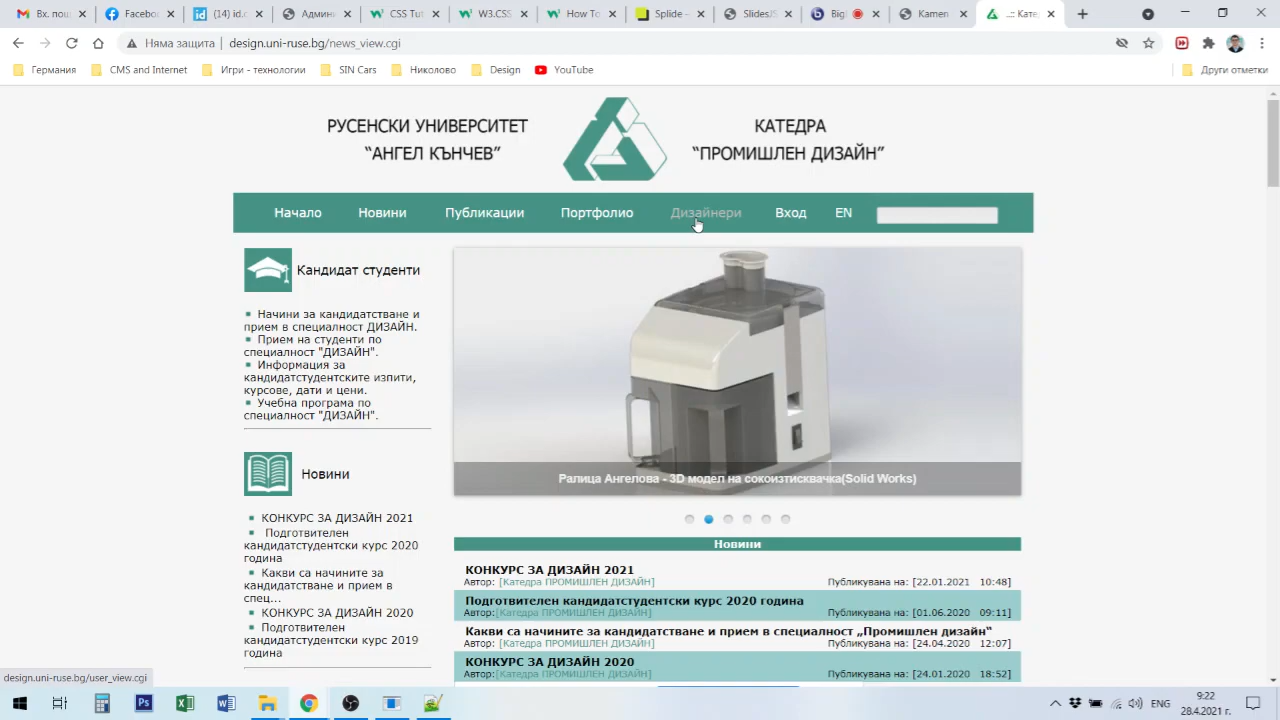 Вх. по
Facebo
(14) id.c
Админи
CSS Tut
W3.CSS
How To
Splide –
SlidesJS
Big
Kamen
..:: Кате
Няма защита | design.uni-ruse.bg/news_view.cgi
Германия CMS and Internet Игри - технологии SIN Cars Николово Design YouTube Други отметки
РУСЕНСКИ УНИВЕРСИТЕТ
“АНГЕЛ КЪНЧЕВ”
КАТЕДРА
“ПРОМИШЛЕН ДИЗАЙН”
Начало Новини Публикации Портфолио Дизайнери Вход EN
Кандидат студенти
Начини за кандидатстване и
прием в специалност ДИЗАЙН.
Прием на студенти по
специалност "ДИЗАЙН".
Информация за
кандидатстудентските изпити,
курсове, дати и цени.
Учебна програма по
специалност "ДИЗАЙН".
Новини
КОНКУРС ЗА ДИЗАЙН 2021
Подготвителен
кандидатстудентски курс 2020
година
Какви са начините за
кандидатстване и прием в
спец...
КОНКУРС ЗА ДИЗАЙН 2020
Подготвителен
кандидатстудентски курс 2019
година
Ралица Ангелова - 3D модел на сокоизтисквачка(Solid Works)
Новини
КОНКУРС ЗА ДИЗАЙН 2021
Автор: [Катедра ПРОМИШЛЕН ДИЗАЙН] Публикувана на: [22.01.2021 10:48]
Подготвителен кандидатстудентски курс 2020 година
Автор:[Катедра ПРОМИШЛЕН ДИЗАЙН] Публикувана на: [01.06.2020 09:11]
Какви са начините за кандидатстване и прием в специалност „Промишлен дизайн“
Автор: [Катедра ПРОМИШЛЕН ДИЗАЙН] Публикувана на: [24.04.2020 12:07]
КОНКУРС ЗА ДИЗАЙН 2020
Автор: [Катедра ПРОМИШЛЕН ДИЗАЙН] Публикувана на: [24.01.2020 18:52]
design.uni-ruse.bg/user_view.cgi
ЕНГ
9:22
28.4.2021 г.